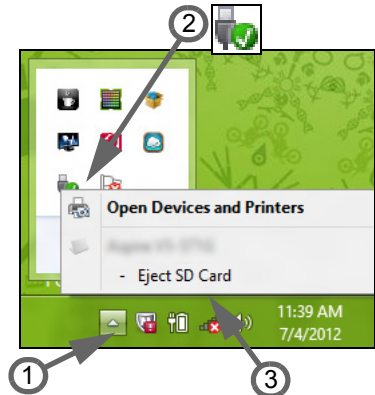 2
Open Devices and Printers
- Eject SD Card
11:39 AM
7/4/2012
1
3